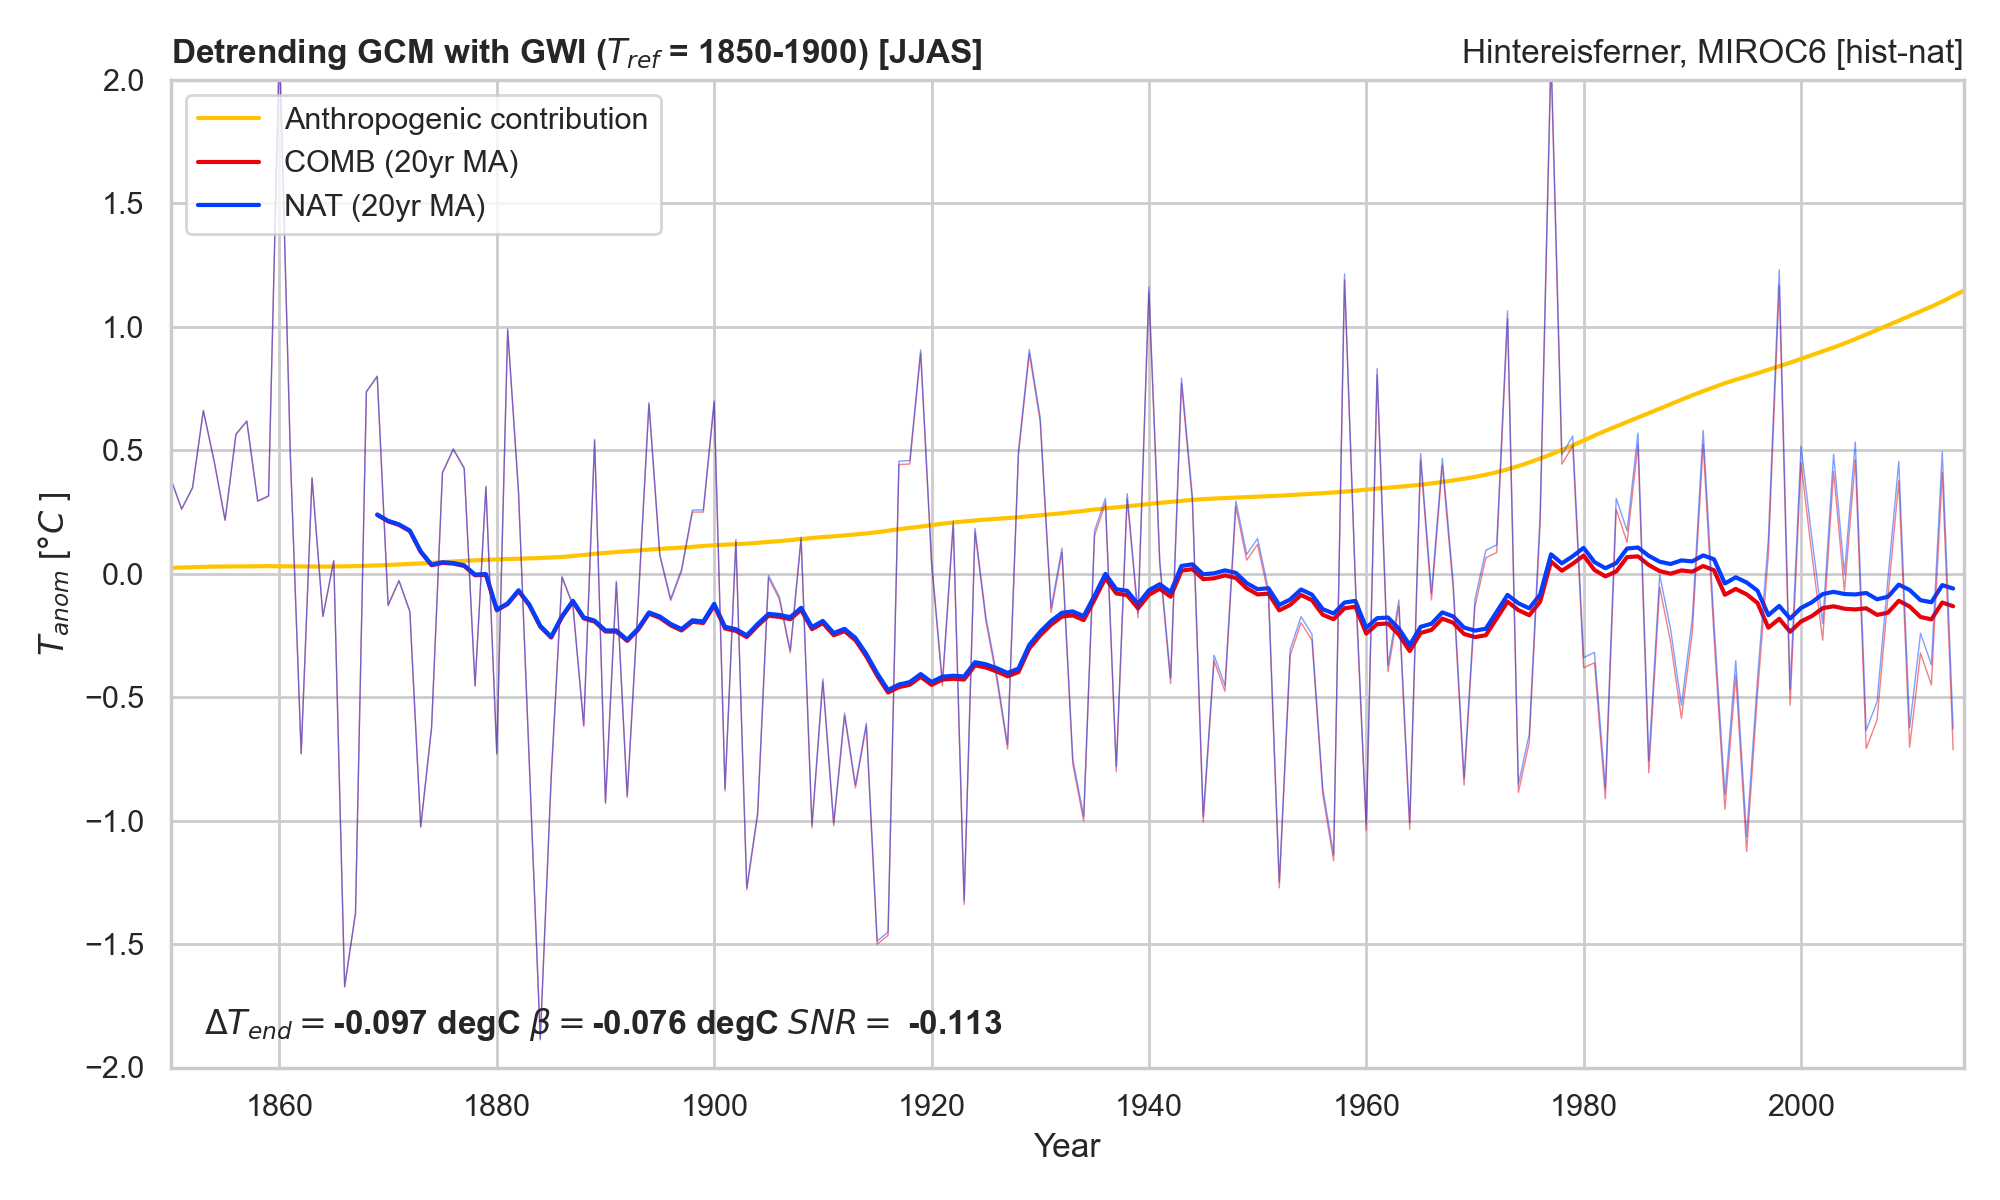 Detrending GCM with GWI (T_ref = 1850-1900) [JJAS]
Hintereisferner, MIROC6 [hist-nat]
Anthropogenic contribution
COMB (20yr MA)
NAT (20yr MA)
2.0
1.5
1.0
0.5
0.0
−0.5
−1.0
−1.5
−2.0
T_anom [°C]
ΔT_end = -0.097 degC β = -0.076 degC SNR = -0.113
1860 1880 1900 1920 1940 1960 1980 2000
Year